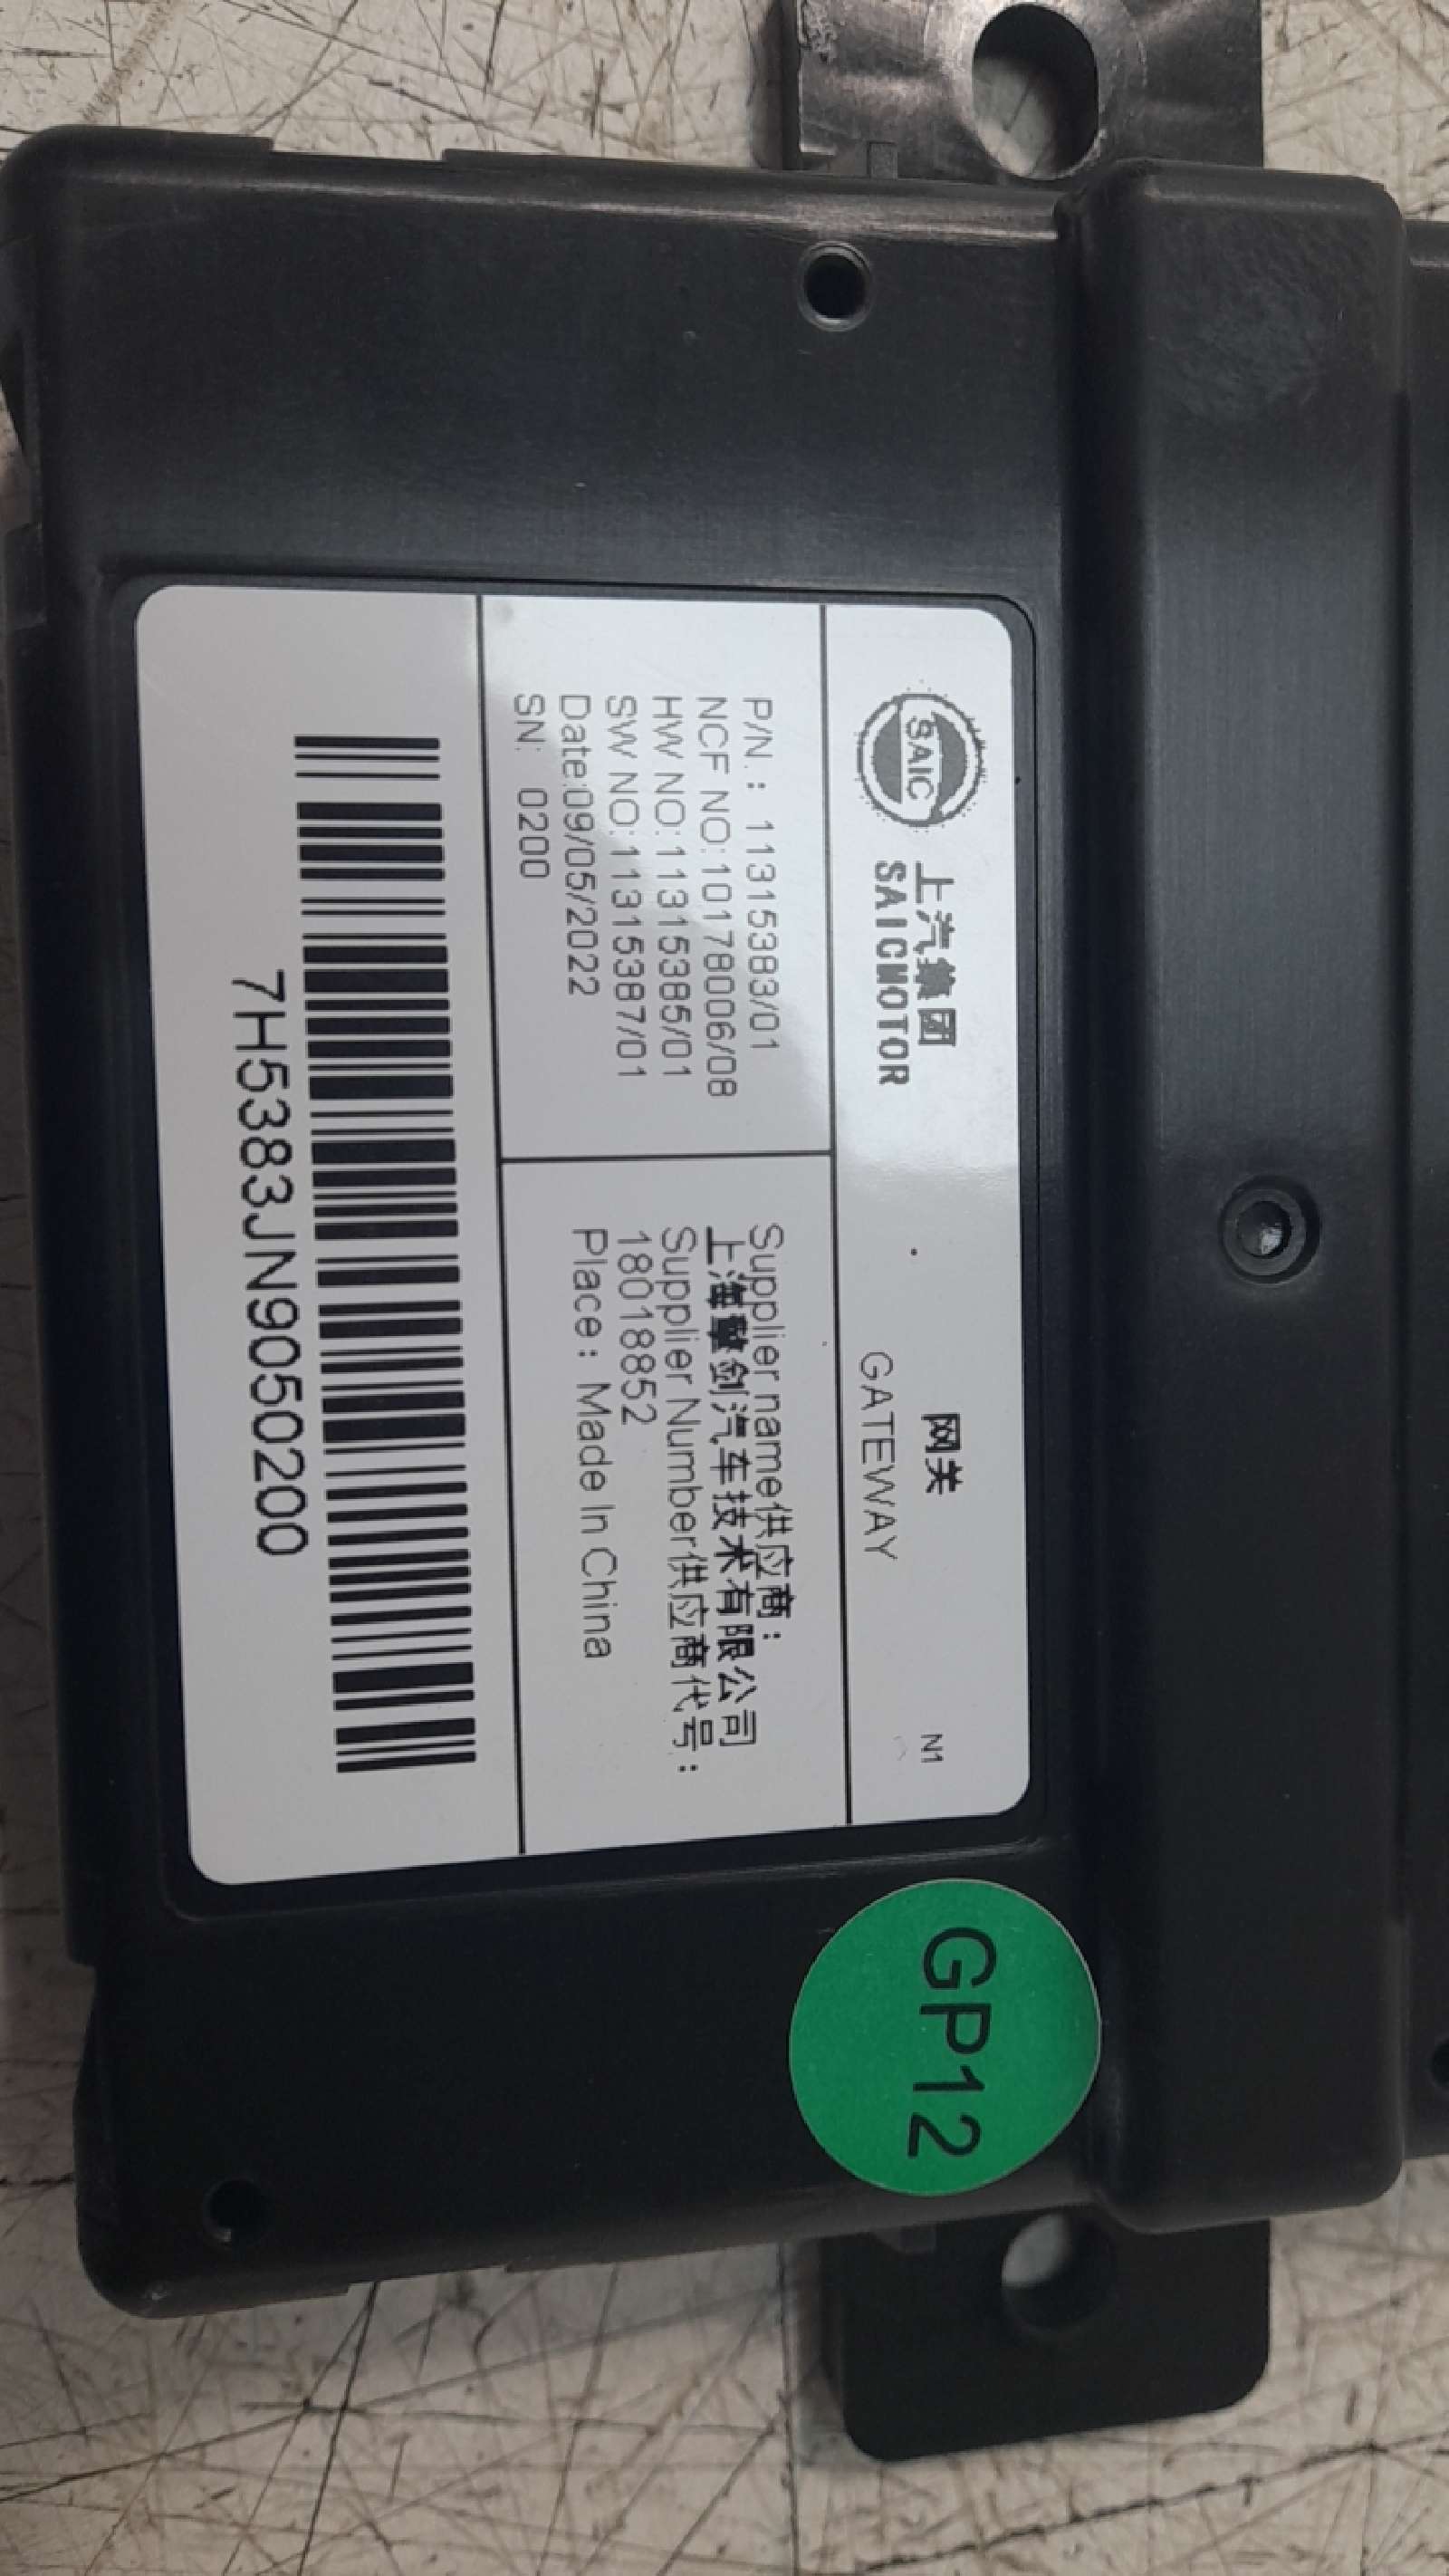 SAIC
上汽集团
SAICMOTOR
网关
GATEWAY
N1
P/N.: 11315383/01
NCF NO:101780006/08
HW NO:11315385/01
SW NO:11315387/01
Date:09/05/2022
SN: 0200
Supplier name供应商:
上海擎剑汽车技术有限公司
Supplier Number供应商代号:
18018852
Place: Made In China
7H5383JN9050200
GP12